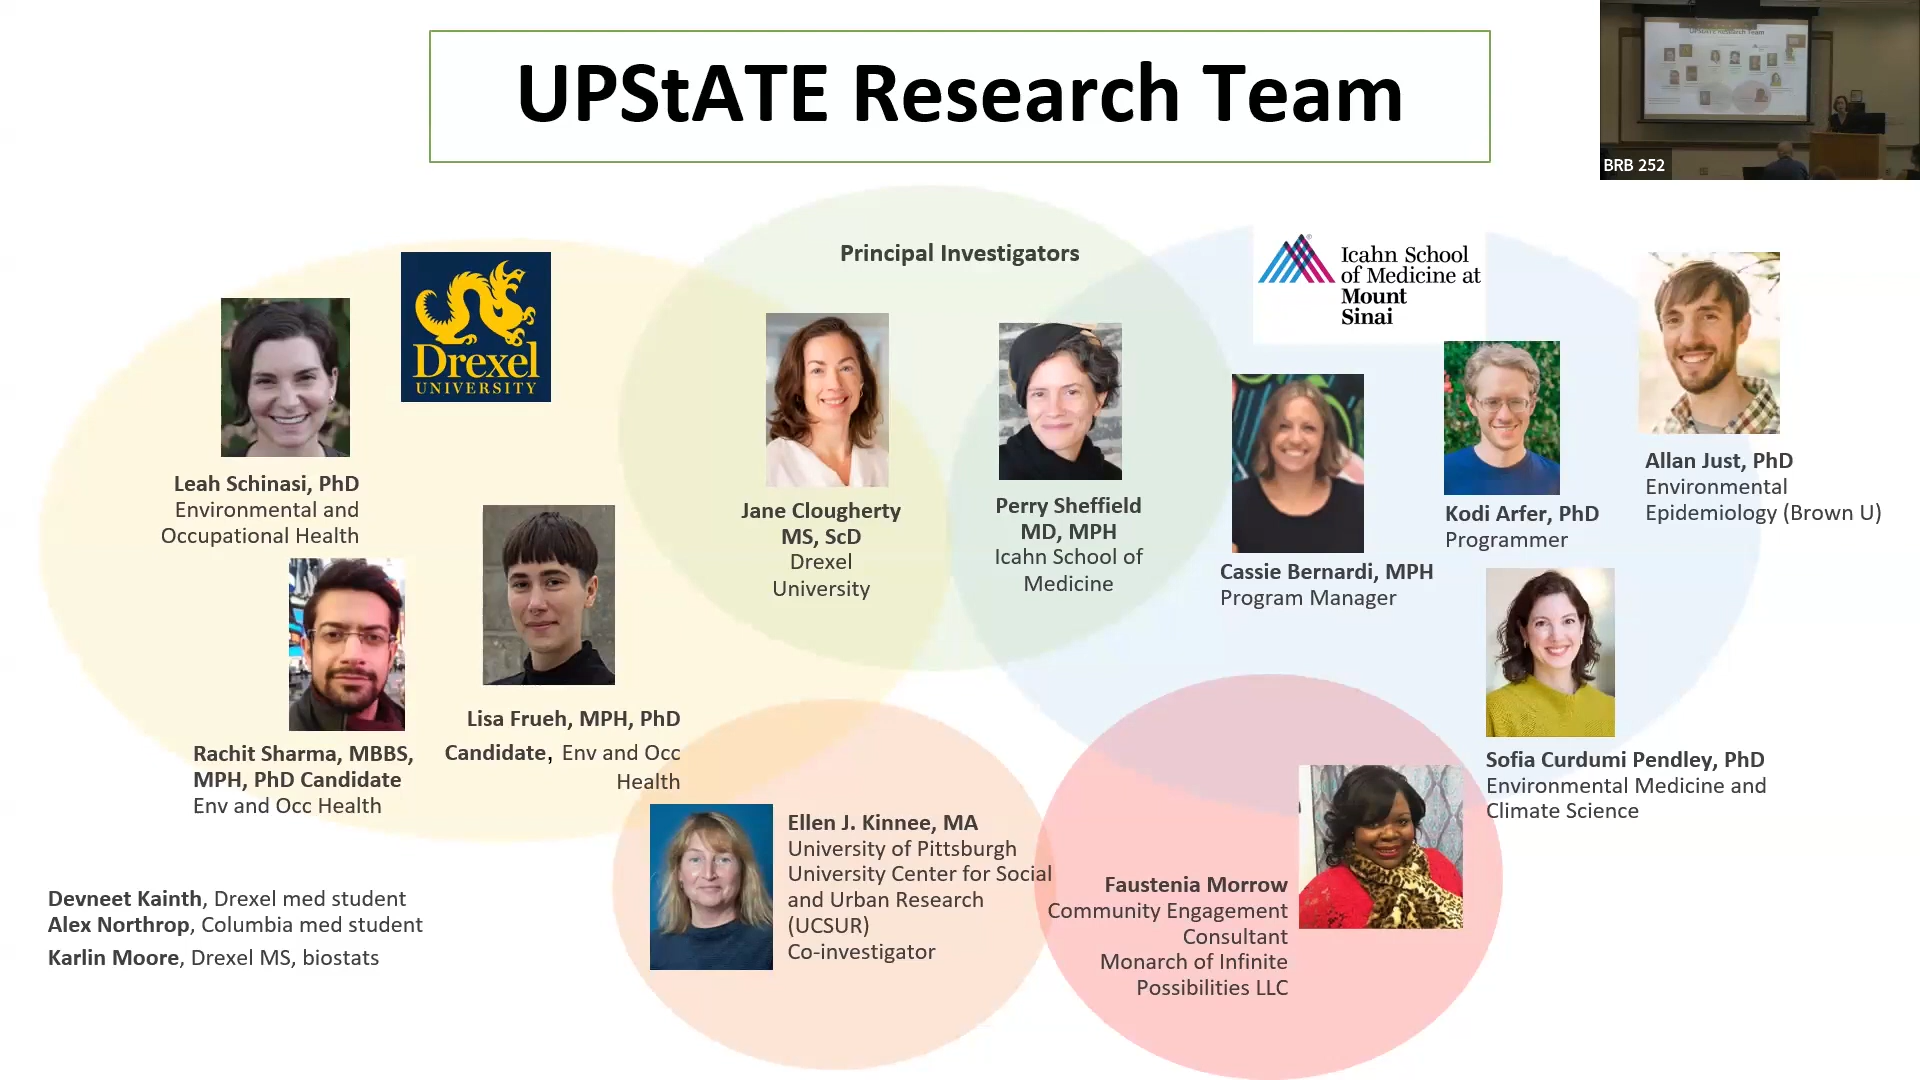 UPStATE Research Team
BRB 252
Principal Investigators
Drexel
UNIVERSITY
Icahn School
of Medicine at
Mount
Sinai
Leah Schinasi, PhD
Environmental and
Occupational Health
Rachit Sharma, MBBS,
MPH, PhD Candidate
Env and Occ Health
Lisa Frueh, MPH, PhD
Candidate, Env and Occ
Health
Jane Clougherty
MS, ScD
Drexel
University
Perry Sheffield
MD, MPH
Icahn School of
Medicine
Cassie Bernardi, MPH
Program Manager
Kodi Arfer, PhD
Programmer
Allan Just, PhD
Environmental
Epidemiology (Brown U)
Sofia Curdumi Pendley, PhD
Environmental Medicine and
Climate Science
Ellen J. Kinnee, MA
University of Pittsburgh
University Center for Social
and Urban Research
(UCSUR)
Co-investigator
Faustenia Morrow
Community Engagement
Consultant
Monarch of Infinite
Possibilities LLC
Devneet Kainth, Drexel med student
Alex Northrop, Columbia med student
Karlin Moore, Drexel MS, biostats